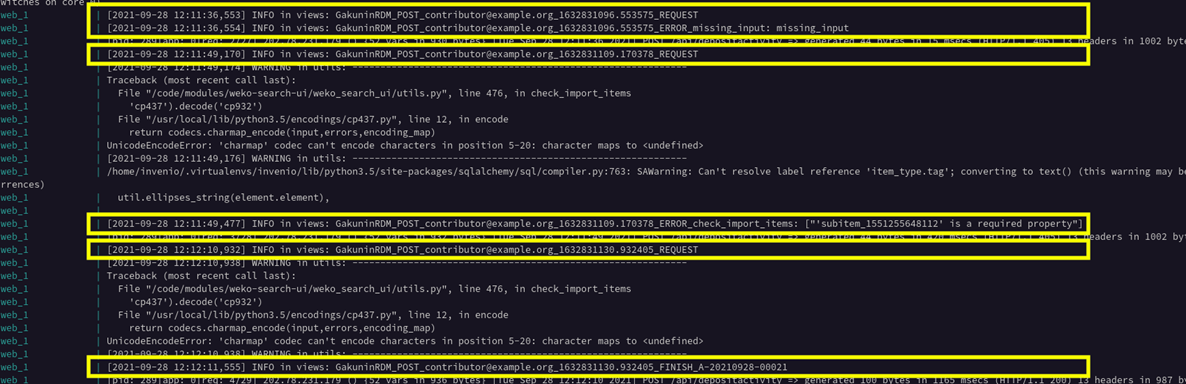 witches on core
web_1 | [2021-09-28 12:11:36,553] INFO in views: GakuninRDM_POST_contributor@example.org_1632831096.553575_REQUEST
web_1 | [2021-09-28 12:11:36,554] INFO in views: GakuninRDM_POST_contributor@example.org_1632831096.553575_ERROR_missing_input: missing_input
web_1
web_1 | [2021-09-28 12:11:49,170] INFO in views: GakuninRDM_POST_contributor@example.org_1632831109.170378_REQUEST
web_1 | [2021-09-28 12:11:49,174] WARNING in utils: ------------------------------------------------------------
web_1 | Traceback (most recent call last):
web_1 | File "/code/modules/weko-search-ui/weko_search_ui/utils.py", line 476, in check_import_items
web_1 | 'cp437').decode('cp932')
web_1 | File "/usr/local/lib/python3.5/encodings/cp437.py", line 12, in encode
web_1 | return codecs.charmap_encode(input,errors,encoding_map)
web_1 | UnicodeEncodeError: 'charmap' codec can't encode characters in position 5-20: character maps to <undefined>
web_1 | [2021-09-28 12:11:49,176] WARNING in utils: ------------------------------------------------------------
web_1 | /home/invenio/.virtualenvs/invenio/lib/python3.5/site-packages/sqlalchemy/sql/compiler.py:763: SAWarning: Can't resolve label reference 'item_type.tag'; converting to text() (this warning may be
rrences)
web_1 | util.ellipses_string(element.element),
web_1 |
web_1 | [2021-09-28 12:11:49,477] INFO in views: GakuninRDM_POST_contributor@example.org_1632831109.170378_ERROR_check_import_items: ["'subitem_1551255648112' is a required property"]
web_1
web_1 | [2021-09-28 12:12:10,932] INFO in views: GakuninRDM_POST_contributor@example.org_1632831130.932405_REQUEST
web_1 | [2021-09-28 12:12:10,938] WARNING in utils: ------------------------------------------------------------
web_1 | Traceback (most recent call last):
web_1 | File "/code/modules/weko-search-ui/weko_search_ui/utils.py", line 476, in check_import_items
web_1 | 'cp437').decode('cp932')
web_1 | File "/usr/local/lib/python3.5/encodings/cp437.py", line 12, in encode
web_1 | return codecs.charmap_encode(input,errors,encoding_map)
web_1 | UnicodeEncodeError: 'charmap' codec can't encode characters in position 5-20: character maps to <undefined>
web_1 | [2021-09-28 12:12:10,938] WARNING in utils: ------------------------------------------------------------
web_1 | [2021-09-28 12:12:11,555] INFO in views: GakuninRDM_POST_contributor@example.org_1632831130.932405_FINISH_A-20210928-00021
web_1 | [pid: 289|app: 0|req: 4/29] 202.78.231.179 () {52 vars in 936 bytes} [Tue Sep 28 12:12:10 2021] POST /api/depositactivity => generated 100 bytes in 1165 msecs (HTTP/1.1 200) 13 headers in 987 by